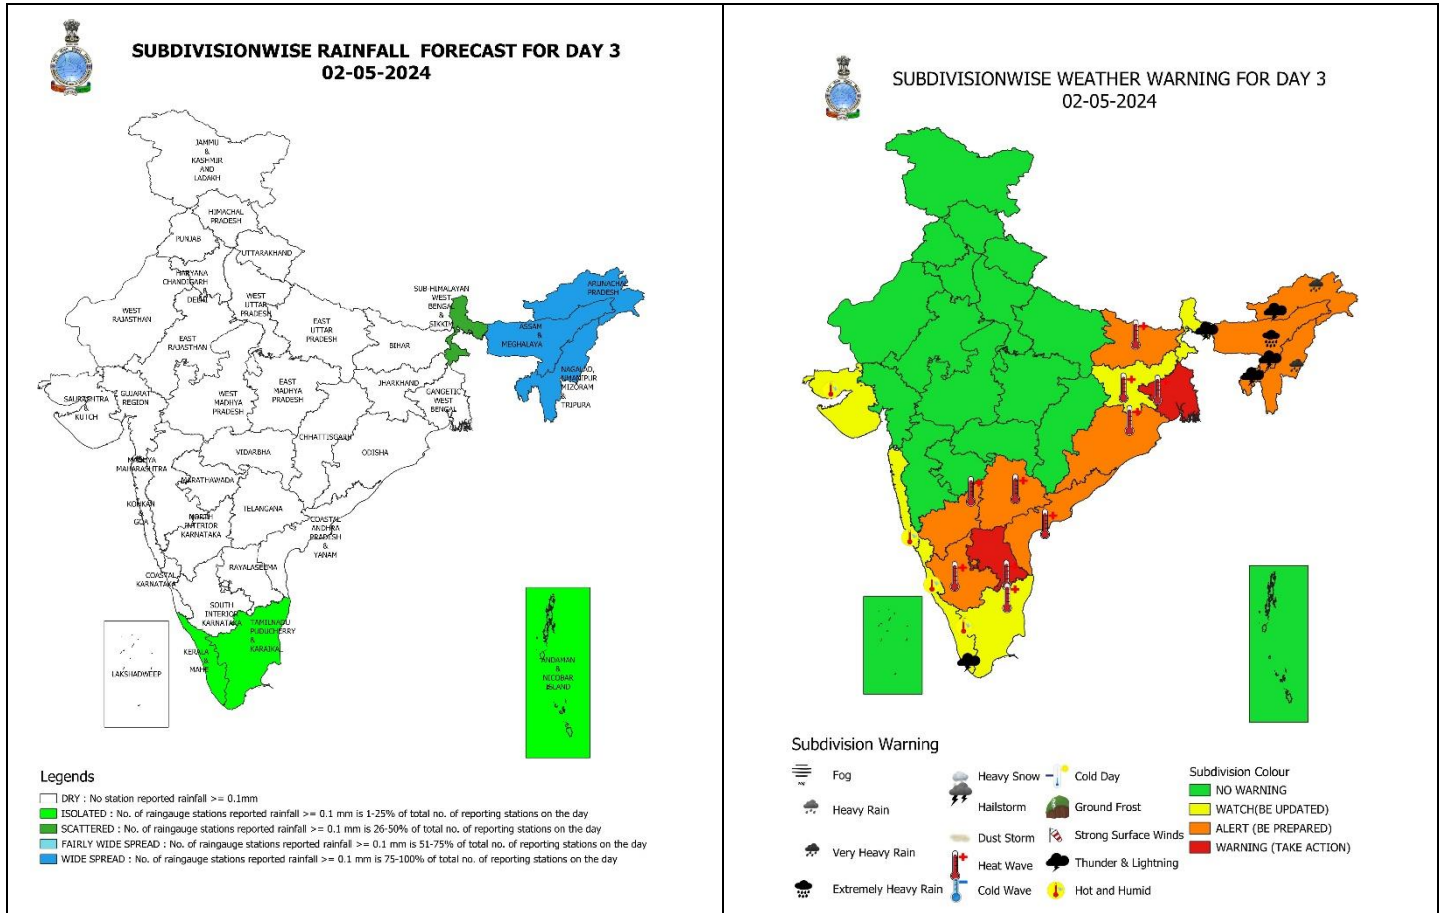 SUBDIVISIONWISE RAINFALL FORECAST FOR DAY 3
02-05-2024
JAMMU
&
KASHMIR
AND
LADAKH
HIMACHAL
PRADESH
PUNJAB
UTTARAKHAND
HARYANA
CHANDIGARH
&
DELHI
WEST
RAJASTHAN
WEST
UTTAR
PRADESH
EAST
RAJASTHAN
EAST
UTTAR
PRADESH
SUB-HIMALAYAN
WEST
BENGAL
&
SIKKIM
ARUNACHAL
PRADESH
ASSAM
&
MEGHALAYA
BIHAR
NAGALAD,
MIZORAM
&
TRIPURA
JHARKHAND
GANGETIC
WEST
BENGAL
SAURASHTRA
&
KUTCH
GUJARAT
REGION
WEST
MADHYA
PRADESH
EAST
MADHYA
PRADESH
CHHATTISGARH
ODISHA
VIDARBHA
MADHYA
MAHARASHTRA
MARATHAWADA
KONKAN
&
GOA
NORTH
INTERIOR
KARNATAKA
TELANGANA
COASTAL
ANDHRA
PRADESH
&
YANAM
RAYALASEEMA
COASTAL
KARNATAKA
SOUTH
INTERIOR
KARNATAKA
TAMILNADU
PUDUCHERRY
&
KARAIKAL
KERALA
&
MAHE
LAKSHADWEEP
ANDAMAN
&
NICOBAR
ISLAND
Legends
DRY : No station reported rainfall >= 0.1mm
ISOLATED : No. of raingauge stations reported rainfall >= 0.1 mm is 1-25% of total no. of reporting stations on the day
SCATTERED : No. of raingauge stations reported rainfall >= 0.1 mm is 26-50% of total no. of reporting stations on the day
FAIRLY WIDE SPREAD : No. of raingauge stations reported rainfall >= 0.1 mm is 51-75% of total no. of reporting stations on the day
WIDE SPREAD : No. of raingauge stations reported rainfall >= 0.1 mm is 75-100% of total no. of reporting stations on the day
SUBDIVISIONWISE WEATHER WARNING FOR DAY 3
02-05-2024
Subdivision Warning
Fog
Heavy Rain
Very Heavy Rain
Extremely Heavy Rain
Heavy Snow
Hailstorm
Dust Storm
Heat Wave
Cold Wave
Cold Day
Ground Frost
Strong Surface Winds
Thunder & Lightning
Hot and Humid
Subdivision Colour
NO WARNING
WATCH(BE UPDATED)
ALERT (BE PREPARED)
WARNING (TAKE ACTION)